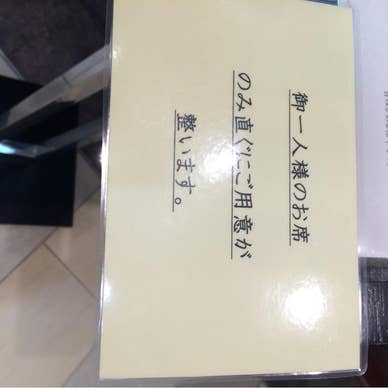 御一人様のお席
のみ直ぐにご用意が
整います。